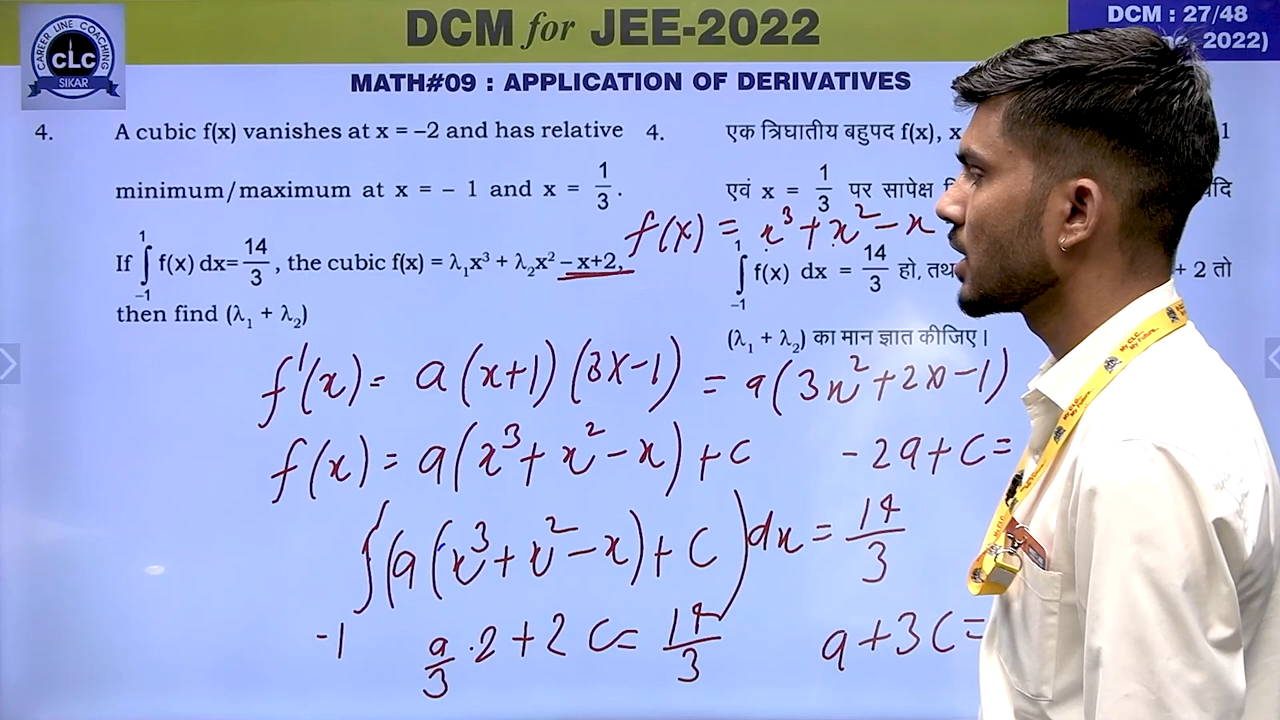 DCM for JEE-2022
DCM : 27/48
2022)
CAREER LINE COACHING
CLC
SIKAR
MATH#09 : APPLICATION OF DERIVATIVES
4. A cubic f(x) vanishes at x = –2 and has relative
minimum/maximum at x = – 1 and x = 1/3.
If ∫_{-1}^{1} f(x) dx= 14/3, the cubic f(x) = λ₁x³ + λ₂x² – x+2,
then find (λ₁ + λ₂)
4. एक त्रिघातीय बहुपद f(x), x 1
एवं x = 1/3 पर सापेक्ष
∫_{-1}^{1} f(x) dx = 14/3 हो, + 2 तो
(λ₁ + λ₂) का मान ज्ञात कीजिए।
f(x) = x³ + x² – x
f'(x) = a(x+1)(3x-1) = a(3x²+2x-1)
f(x) = a(x³+x²-x)+c
-2a+c=
∫_{-1} (a(x³+x²-x)+c)dx = 14/3
a/3·2+2c= 14/3
a+3c=
My CLC..
My Future..